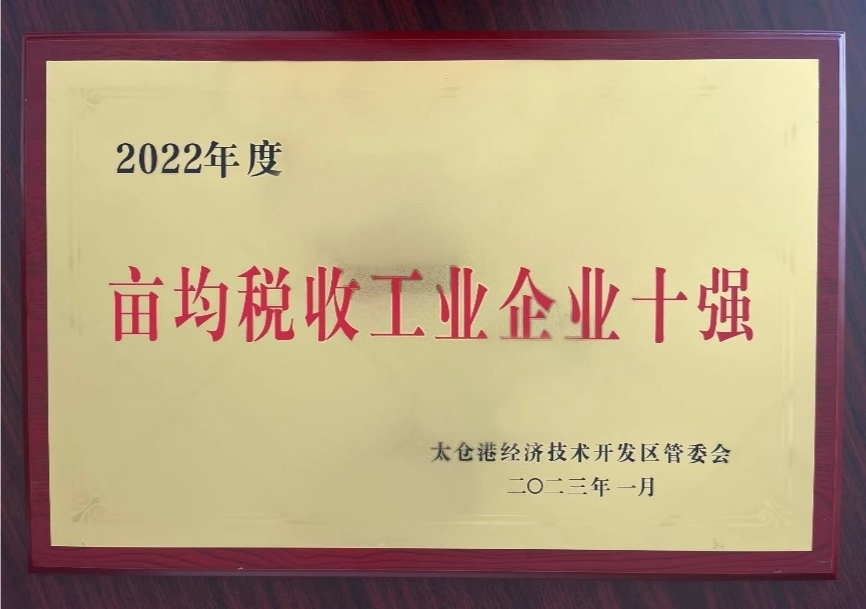 2022年度
亩均税收工业企业十强
太仓港经济技术开发区管委会
二〇二三年一月